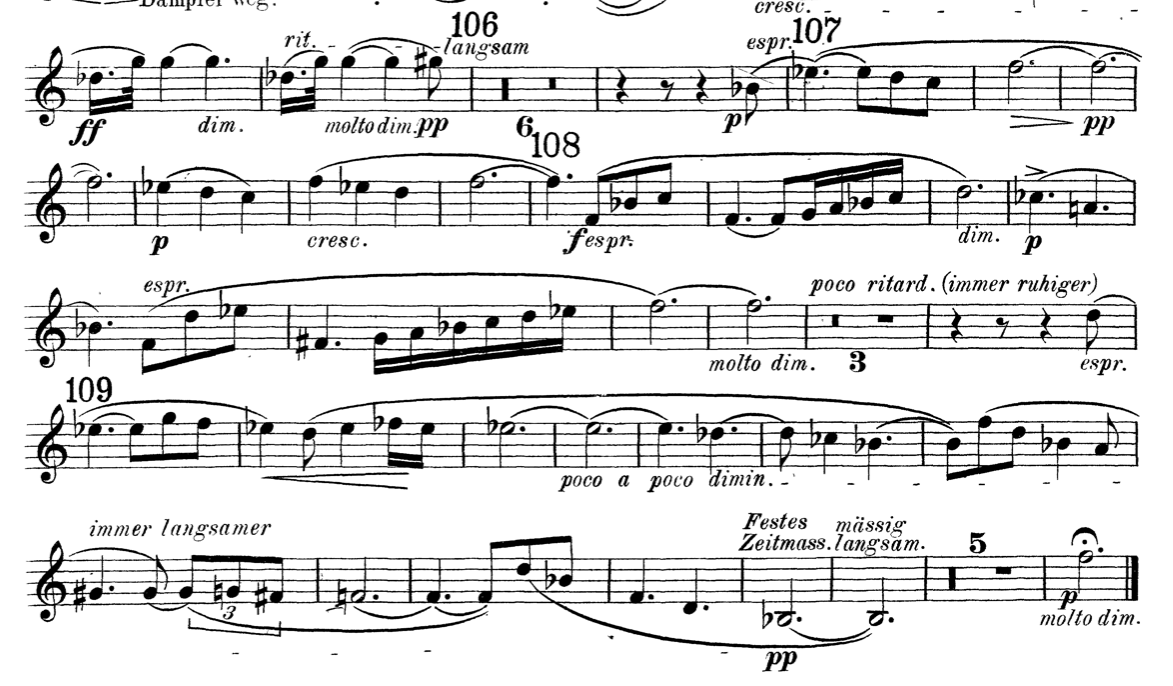 Dämpfer weg. cresc.
106 107
rit. langsam espr.
ff dim. molto dim. pp 6 p pp
108
p cresc. f espr. dim. p
espr. poco ritard. (immer ruhiger)
molto dim. 3 espr.
109
poco a poco dimin.
immer langsamer Festes mässig
Zeitmass. langsam.
5
3 p
molto dim.
pp